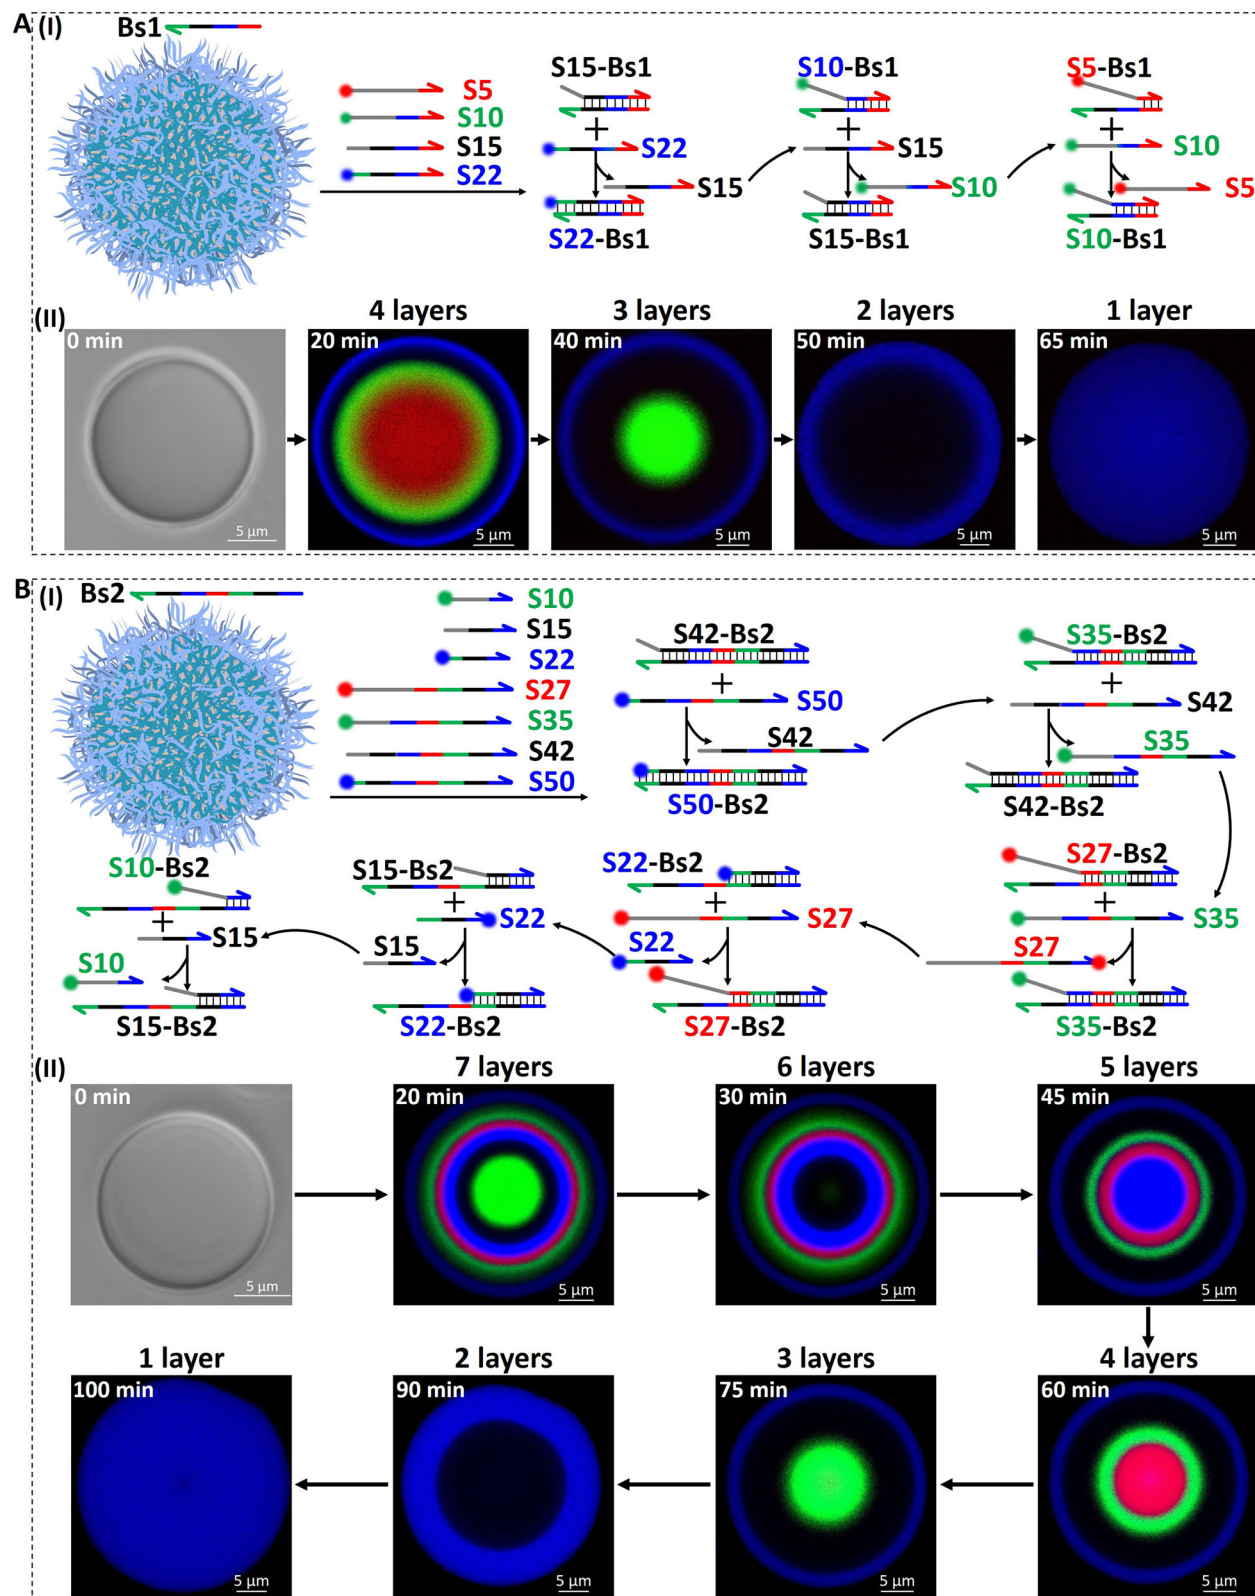 A (I) Bs1
S5
S10
S15
S22
S15-Bs1
+
S22
S15
S22-Bs1
S10-Bs1
+
S15
S10
S15-Bs1
S5-Bs1
+
S10
S5
S10-Bs1
(II)
0 min
5 µm
4 layers
20 min
5 µm
3 layers
40 min
5 µm
2 layers
50 min
5 µm
1 layer
65 min
5 µm
B (I) Bs2
S10
S15
S22
S27
S35
S42
S50
S42-Bs2
+
S50
S42
S50-Bs2
S35-Bs2
+
S42
S35
S42-Bs2
S27-Bs2
+
S35
S27
S35-Bs2
S22-Bs2
+
S27
S22
S27-Bs2
S15-Bs2
+
S22
S15
S22-Bs2
S10-Bs2
+
S15
S10
S15-Bs2
(II)
0 min
5 µm
7 layers
20 min
5 µm
6 layers
30 min
5 µm
5 layers
45 min
5 µm
1 layer
100 min
5 µm
2 layers
90 min
5 µm
3 layers
75 min
5 µm
4 layers
60 min
5 µm